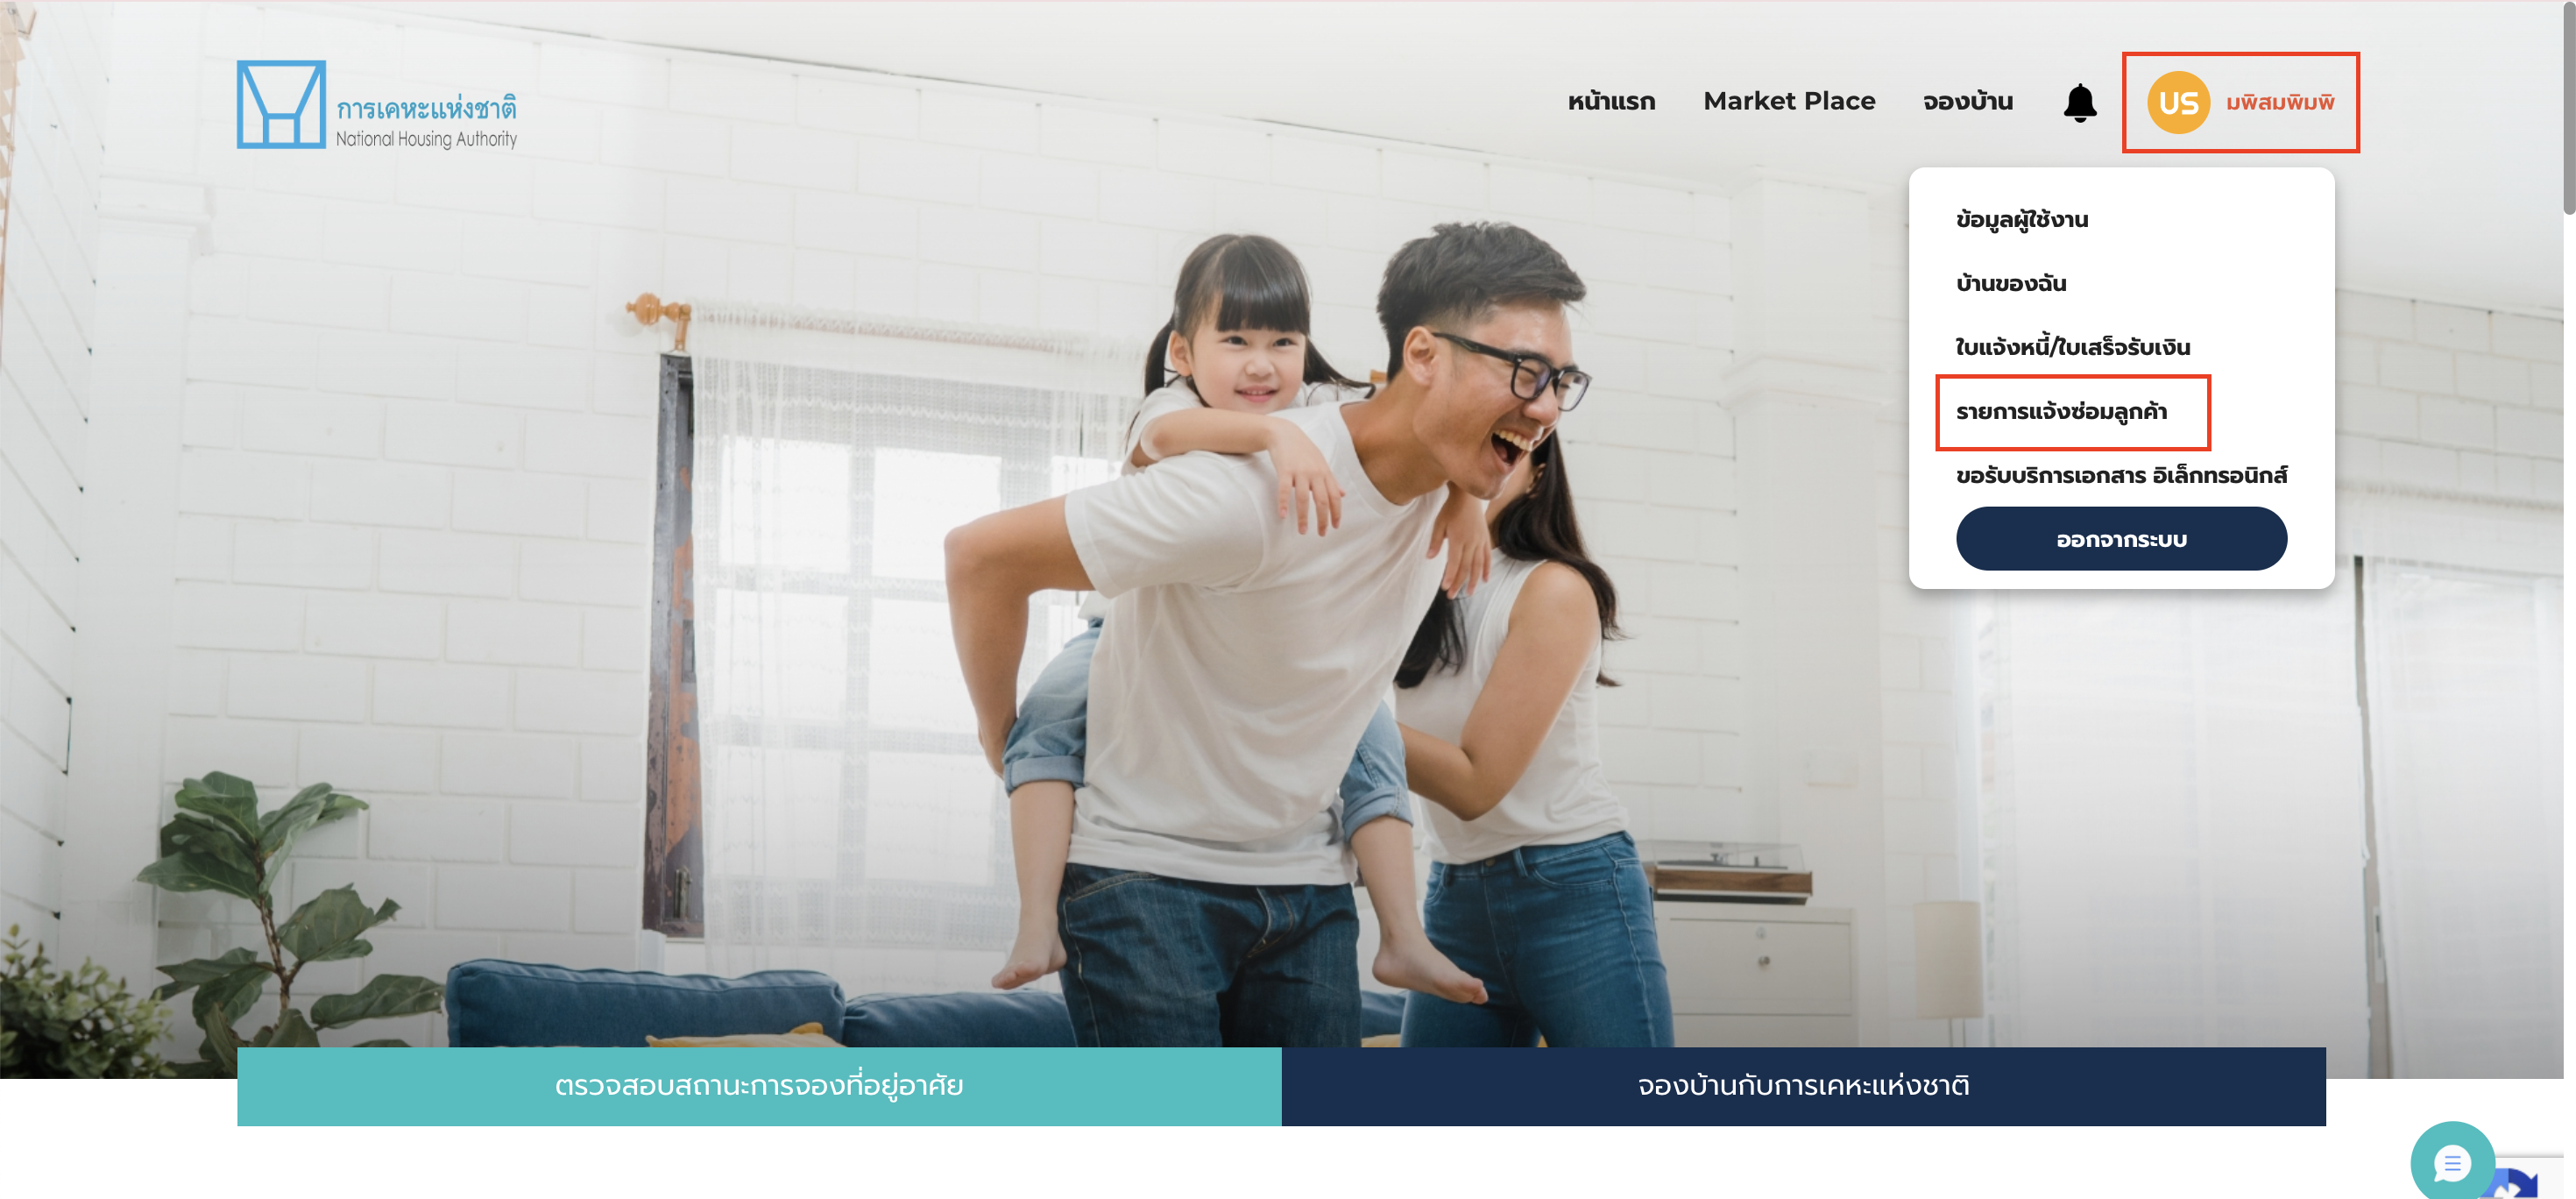 การเคหะแห่งชาติ
National Housing Authority
หน้าแรก
Market Place
จองบ้าน
US
มพิสมพิมพิ
ข้อมูลผู้ใช้งาน
บ้านของฉัน
ใบแจ้งหนี้/ใบเสร็จรับเงิน
รายการแจ้งซ่อมลูกค้า
ขอรับบริการเอกสาร อิเล็กทรอนิกส์
ออกจากระบบ
ตรวจสอบสถานะการจองที่อยู่อาศัย
จองบ้านกับการเคหะแห่งชาติ